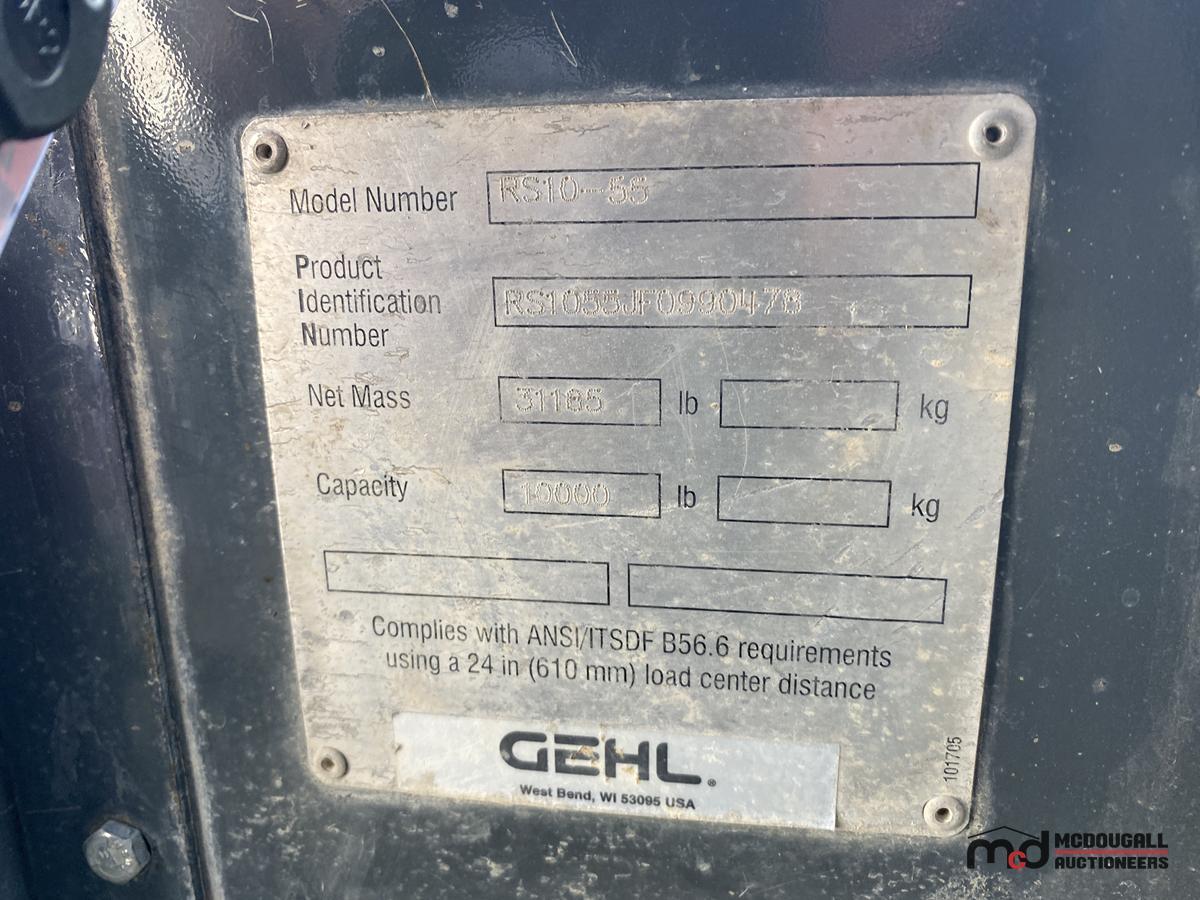 Model Number RS10-55
Product
Identification RS1055JF0990476
Number
Net Mass 31185 lb kg
Capacity 10000 lb kg
Complies with ANSI/ITSDF B56.6 requirements
using a 24 in (610 mm) load center distance
GEHL®
West Bend, WI 53095 USA
101705
mcd MCDOUGALL
AUCTIONEERS